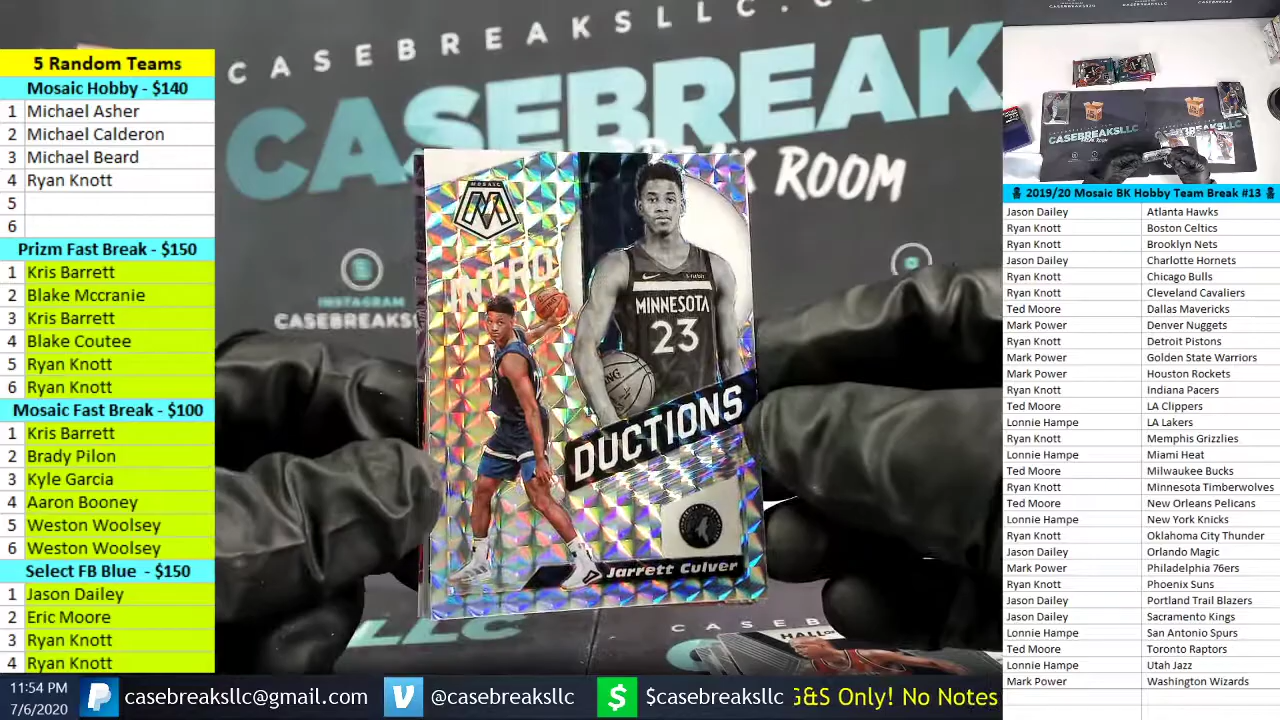 5 Random Teams
Mosaic Hobby - $140
1 Michael Asher
2 Michael Calderon
3 Michael Beard
4 Ryan Knott
5
6
Prizm Fast Break - $150
1 Kris Barrett
2 Blake Mccranie
3 Kris Barrett
4 Blake Coutee
5 Ryan Knott
6 Ryan Knott
Mosaic Fast Break - $100
1 Kris Barrett
2 Brady Pilon
3 Kyle Garcia
4 Aaron Booney
5 Weston Woolsey
6 Weston Woolsey
Select FB Blue - $150
1 Jason Dailey
2 Eric Moore
3 Ryan Knott
4 Ryan Knott
CASEBREAKSLLC.CO
CASEBREAK
BREAK ROOM
INSTAGRAM
CASEBREAKS
MOSAIC
INTRO
MINNESOTA
23
DUCTIONS
Jarrett Culver
LLC
CAS
HALL
CASEBREAKSLLC
CASEBREAKSLLC
2019/20 Mosaic BK Hobby Team Break #13
Jason Dailey Atlanta Hawks
Ryan Knott Boston Celtics
Ryan Knott Brooklyn Nets
Jason Dailey Charlotte Hornets
Ryan Knott Chicago Bulls
Ryan Knott Cleveland Cavaliers
Ted Moore Dallas Mavericks
Mark Power Denver Nuggets
Ryan Knott Detroit Pistons
Mark Power Golden State Warriors
Mark Power Houston Rockets
Ryan Knott Indiana Pacers
Ted Moore LA Clippers
Lonnie Hampe LA Lakers
Ryan Knott Memphis Grizzlies
Lonnie Hampe Miami Heat
Ted Moore Milwaukee Bucks
Ryan Knott Minnesota Timberwolves
Ted Moore New Orleans Pelicans
Lonnie Hampe New York Knicks
Ryan Knott Oklahoma City Thunder
Jason Dailey Orlando Magic
Mark Power Philadelphia 76ers
Ryan Knott Phoenix Suns
Jason Dailey Portland Trail Blazers
Jason Dailey Sacramento Kings
Lonnie Hampe San Antonio Spurs
Ted Moore Toronto Raptors
Lonnie Hampe Utah Jazz
Mark Power Washington Wizards
11:54 PM
7/6/2020
casebreaksllc@gmail.com
@casebreaksllc
$casebreaksllc
G&S Only! No Notes